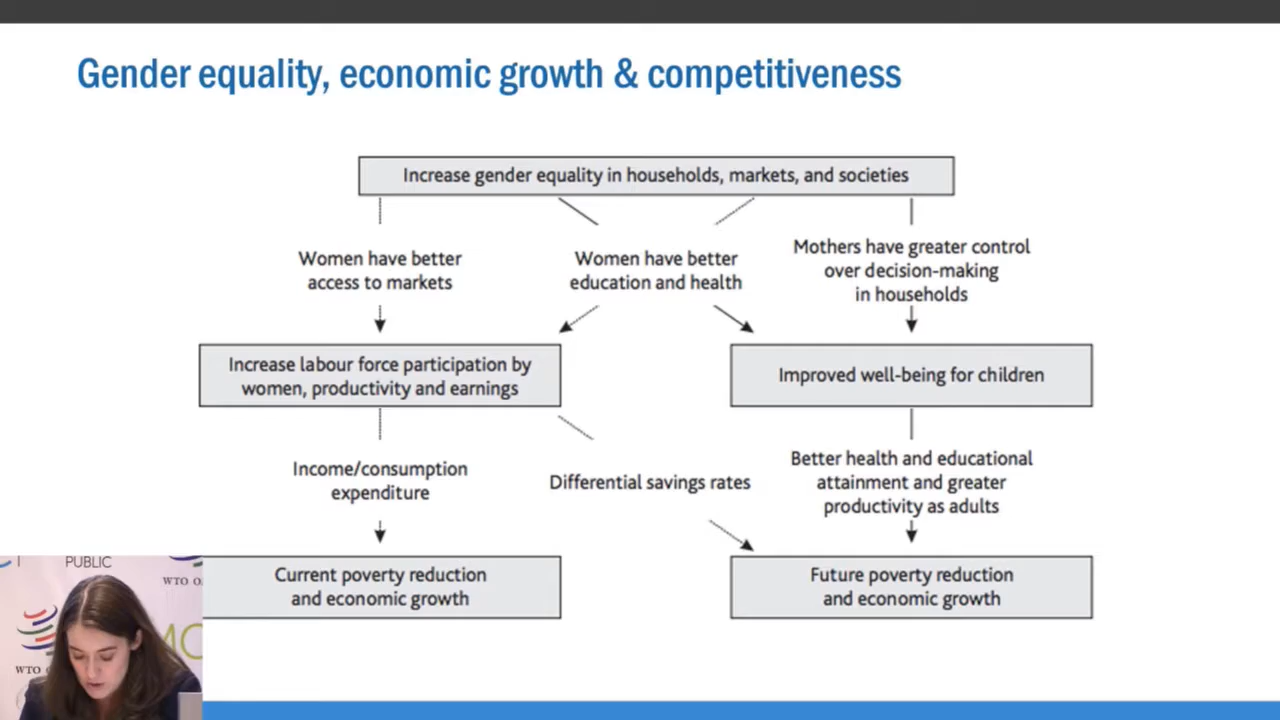 Gender equality, economic growth & competitiveness
Increase gender equality in households, markets, and societies
Women have better
access to markets
Women have better
education and health
Mothers have greater control
over decision-making
in households
Increase labour force participation by
women, productivity and earnings
Improved well-being for children
Income/consumption
expenditure
Differential savings rates
Better health and educational
attainment and greater
productivity as adults
Current poverty reduction
and economic growth
Future poverty reduction
and economic growth
PUBLIC
WTO
WTO